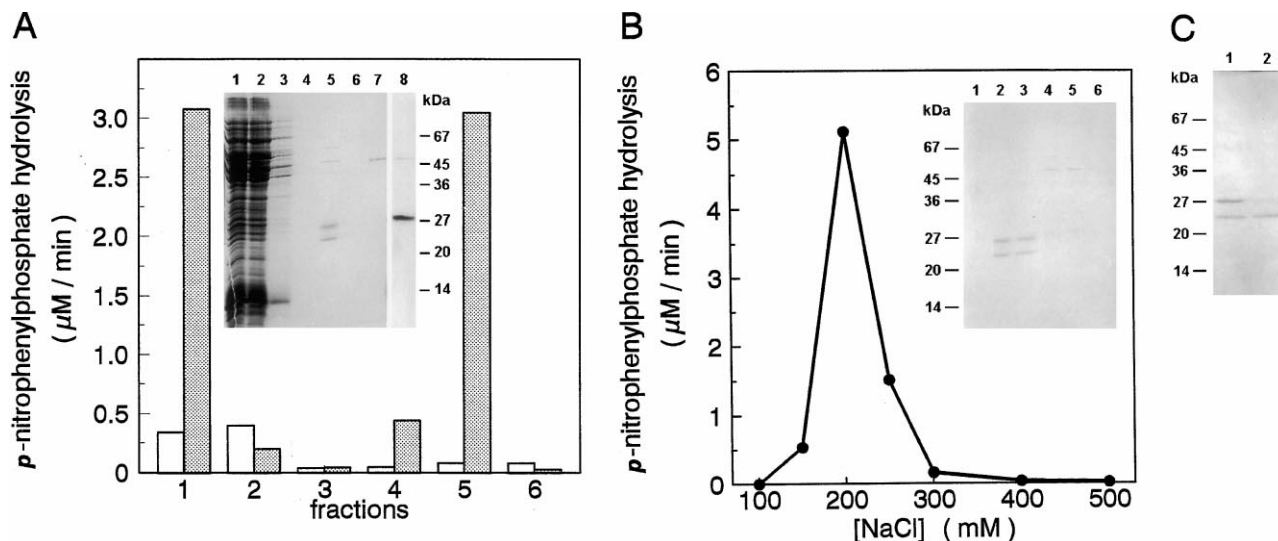 A
p-nitrophenylphosphate hydrolysis
( µM / min )
3.0
2.5
2.0
1.5
1.0
0.5
0
1 2 3 4 5 6
fractions
1 2 3 4 5 6 7 8
kDa
67
45
36
27
20
14
B
p-nitrophenylphosphate hydrolysis
( µM / min )
6
5
4
3
2
1
0
100 200 300 400 500
[NaCl] ( mM )
1 2 3 4 5 6
kDa
67
45
36
27
20
14
C
1 2
kDa
67
45
36
27
20
14